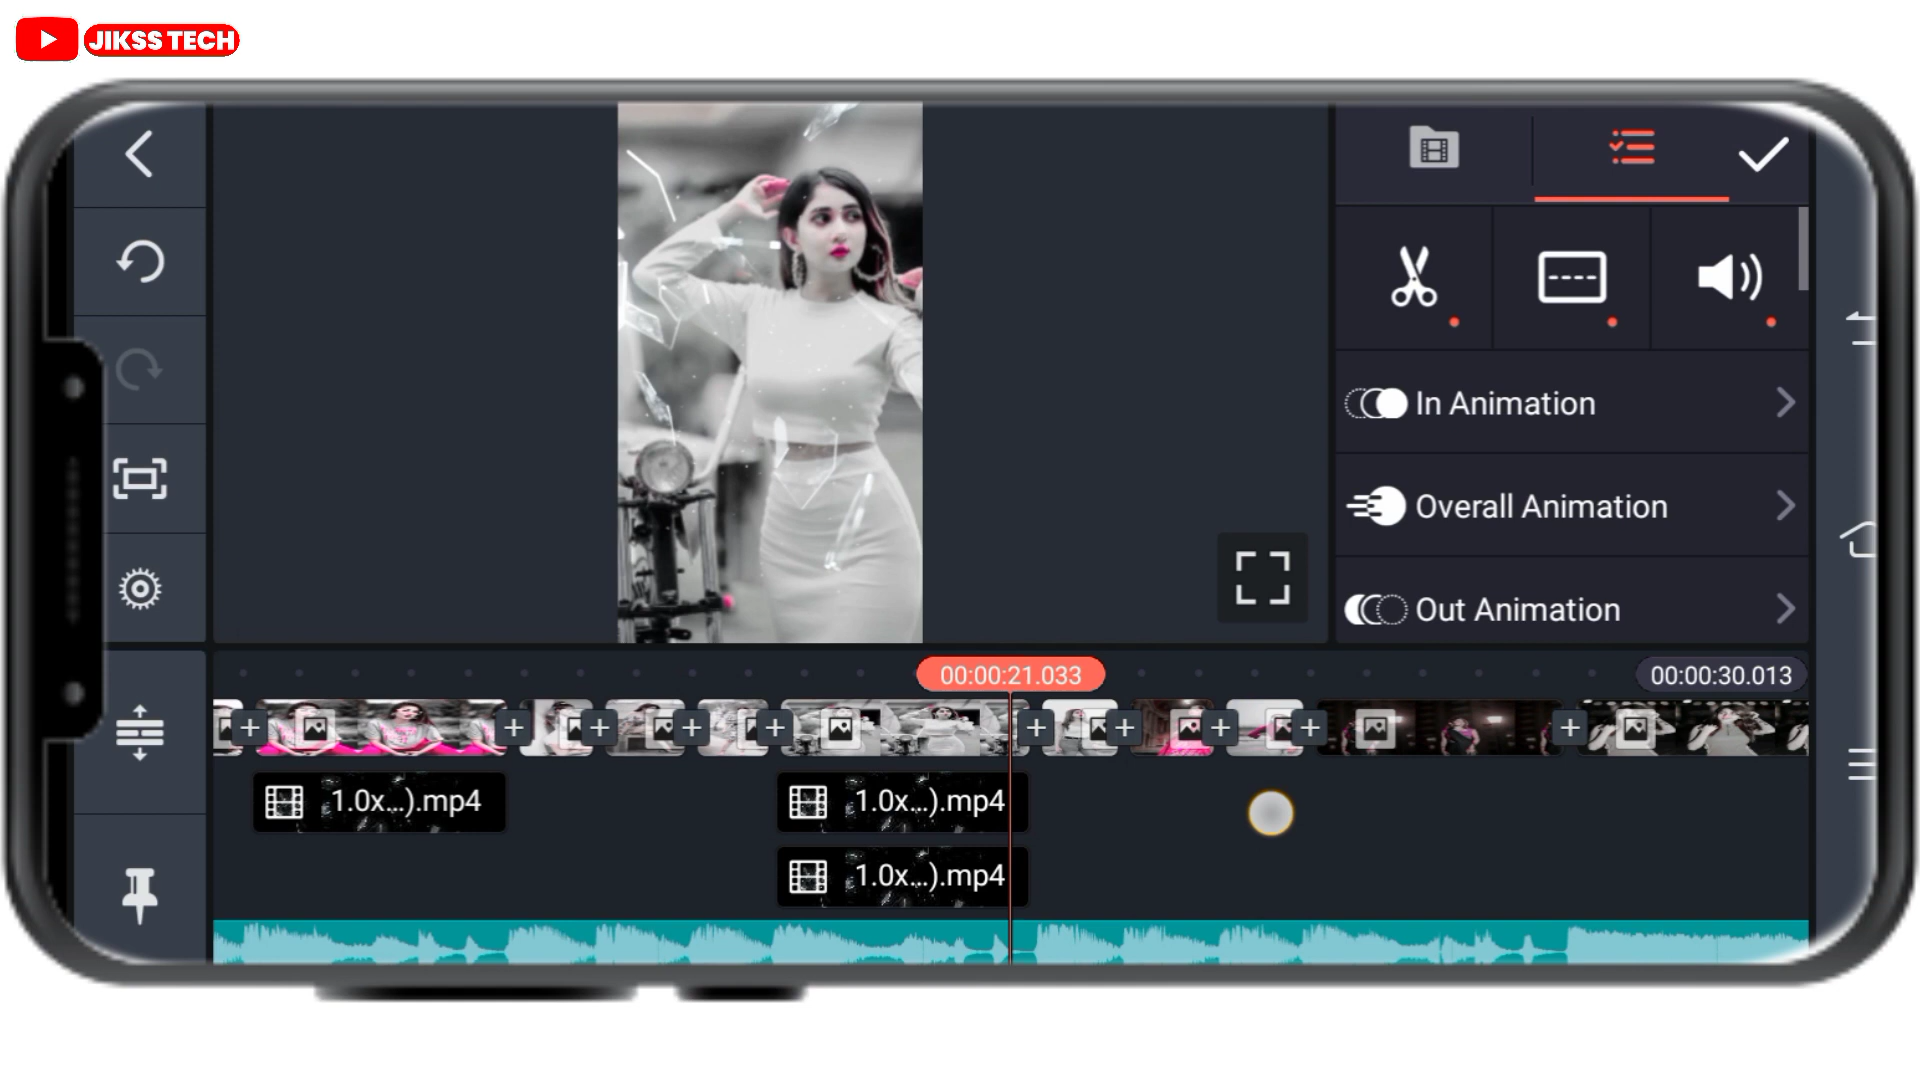 JIKSS TECH
In Animation
Overall Animation
Out Animation
00:00:21.033
00:00:30.013
1.0x...).mp4
1.0x...).mp4
1.0x...).mp4